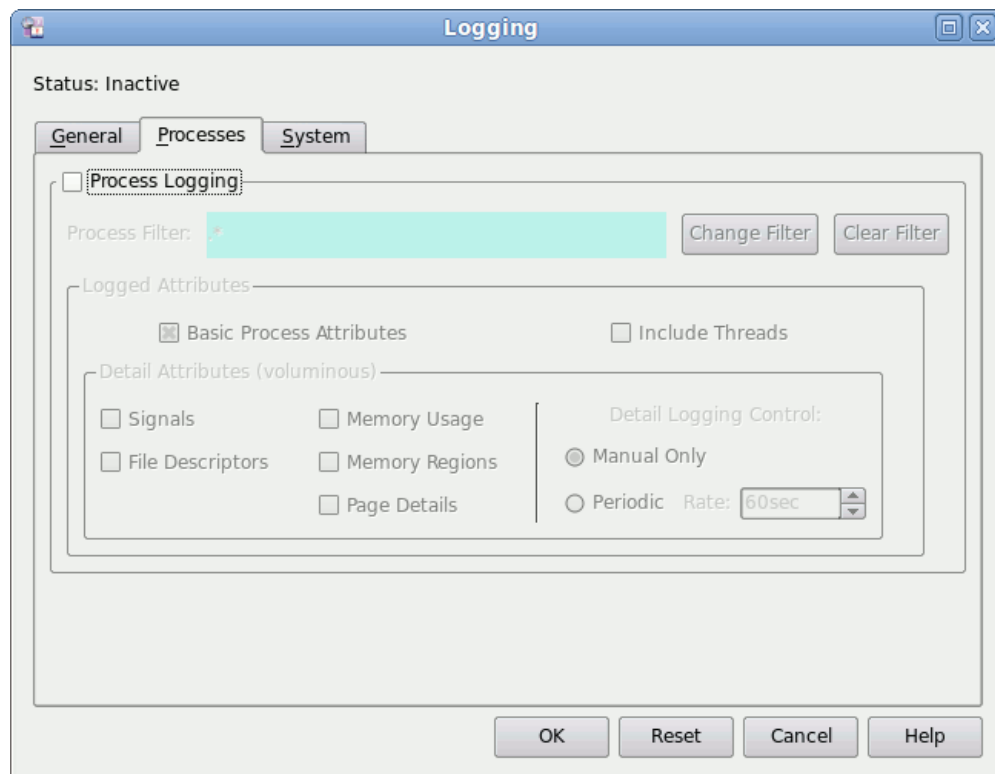 Logging
Status: Inactive
General Processes System
Process Logging
Process Filter: .* Change Filter Clear Filter
Logged Attributes
Basic Process Attributes Include Threads
Detail Attributes (voluminous)
Signals Memory Usage Detail Logging Control:
File Descriptors Memory Regions Manual Only
Page Details Periodic Rate: 60sec
OK Reset Cancel Help